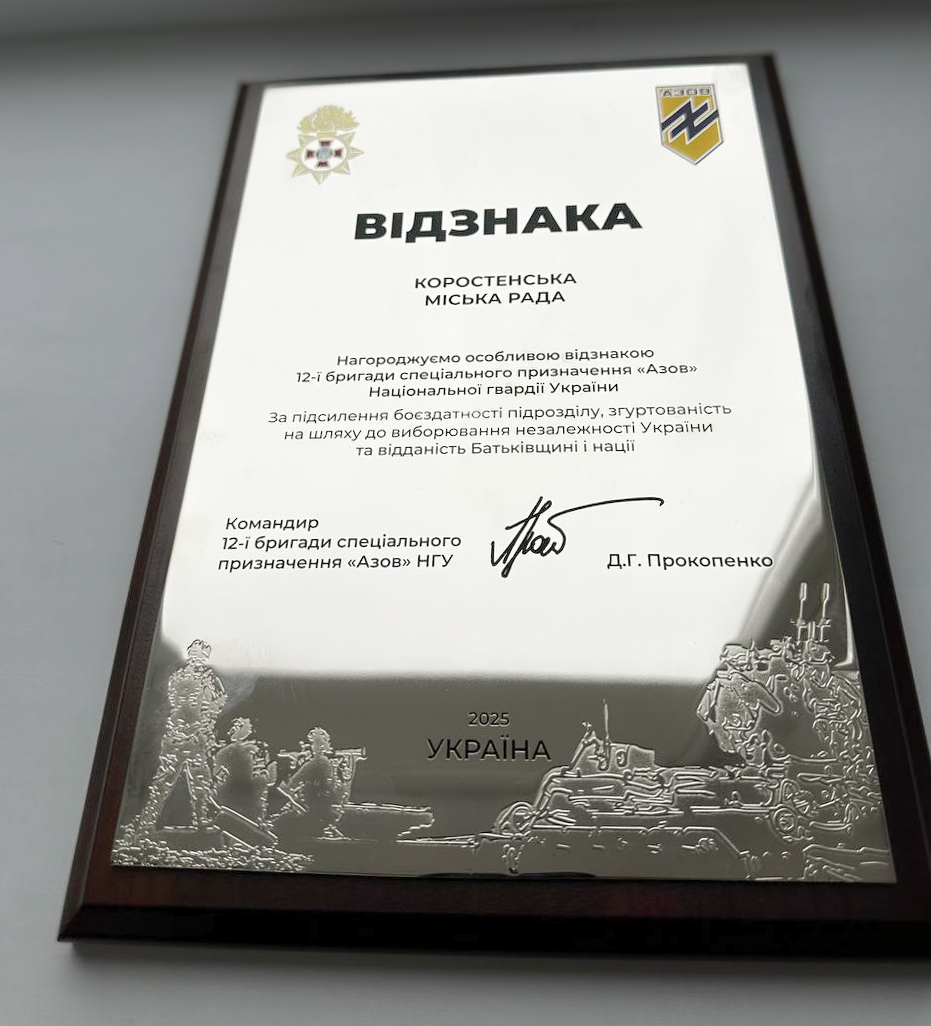 АЗОВ
ВІДЗНАКА
КОРОСТЕНСЬКА
МІСЬКА РАДА
Нагороджуємо особливою відзнакою
12-ї бригади спеціального призначення «Азов»
Національної гвардії України
За підсилення боєздатності підрозділу, згуртованість
на шляху до виборювання незалежності України
та відданість Батьківщині і нації
Командир
12-ї бригади спеціального
призначення «Азов» НГУ
Д.Г. Прокопенко
2025
УКРАЇНА